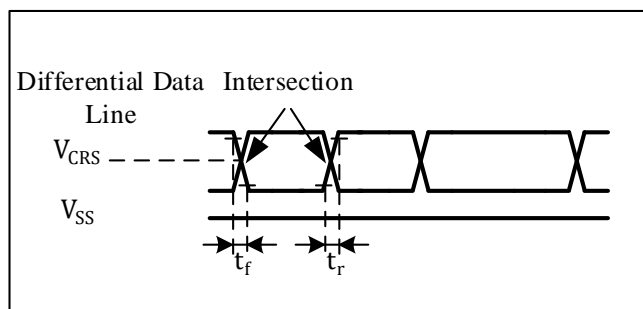 Differential Data Intersection
Line
VCRS
VSS
tf tr